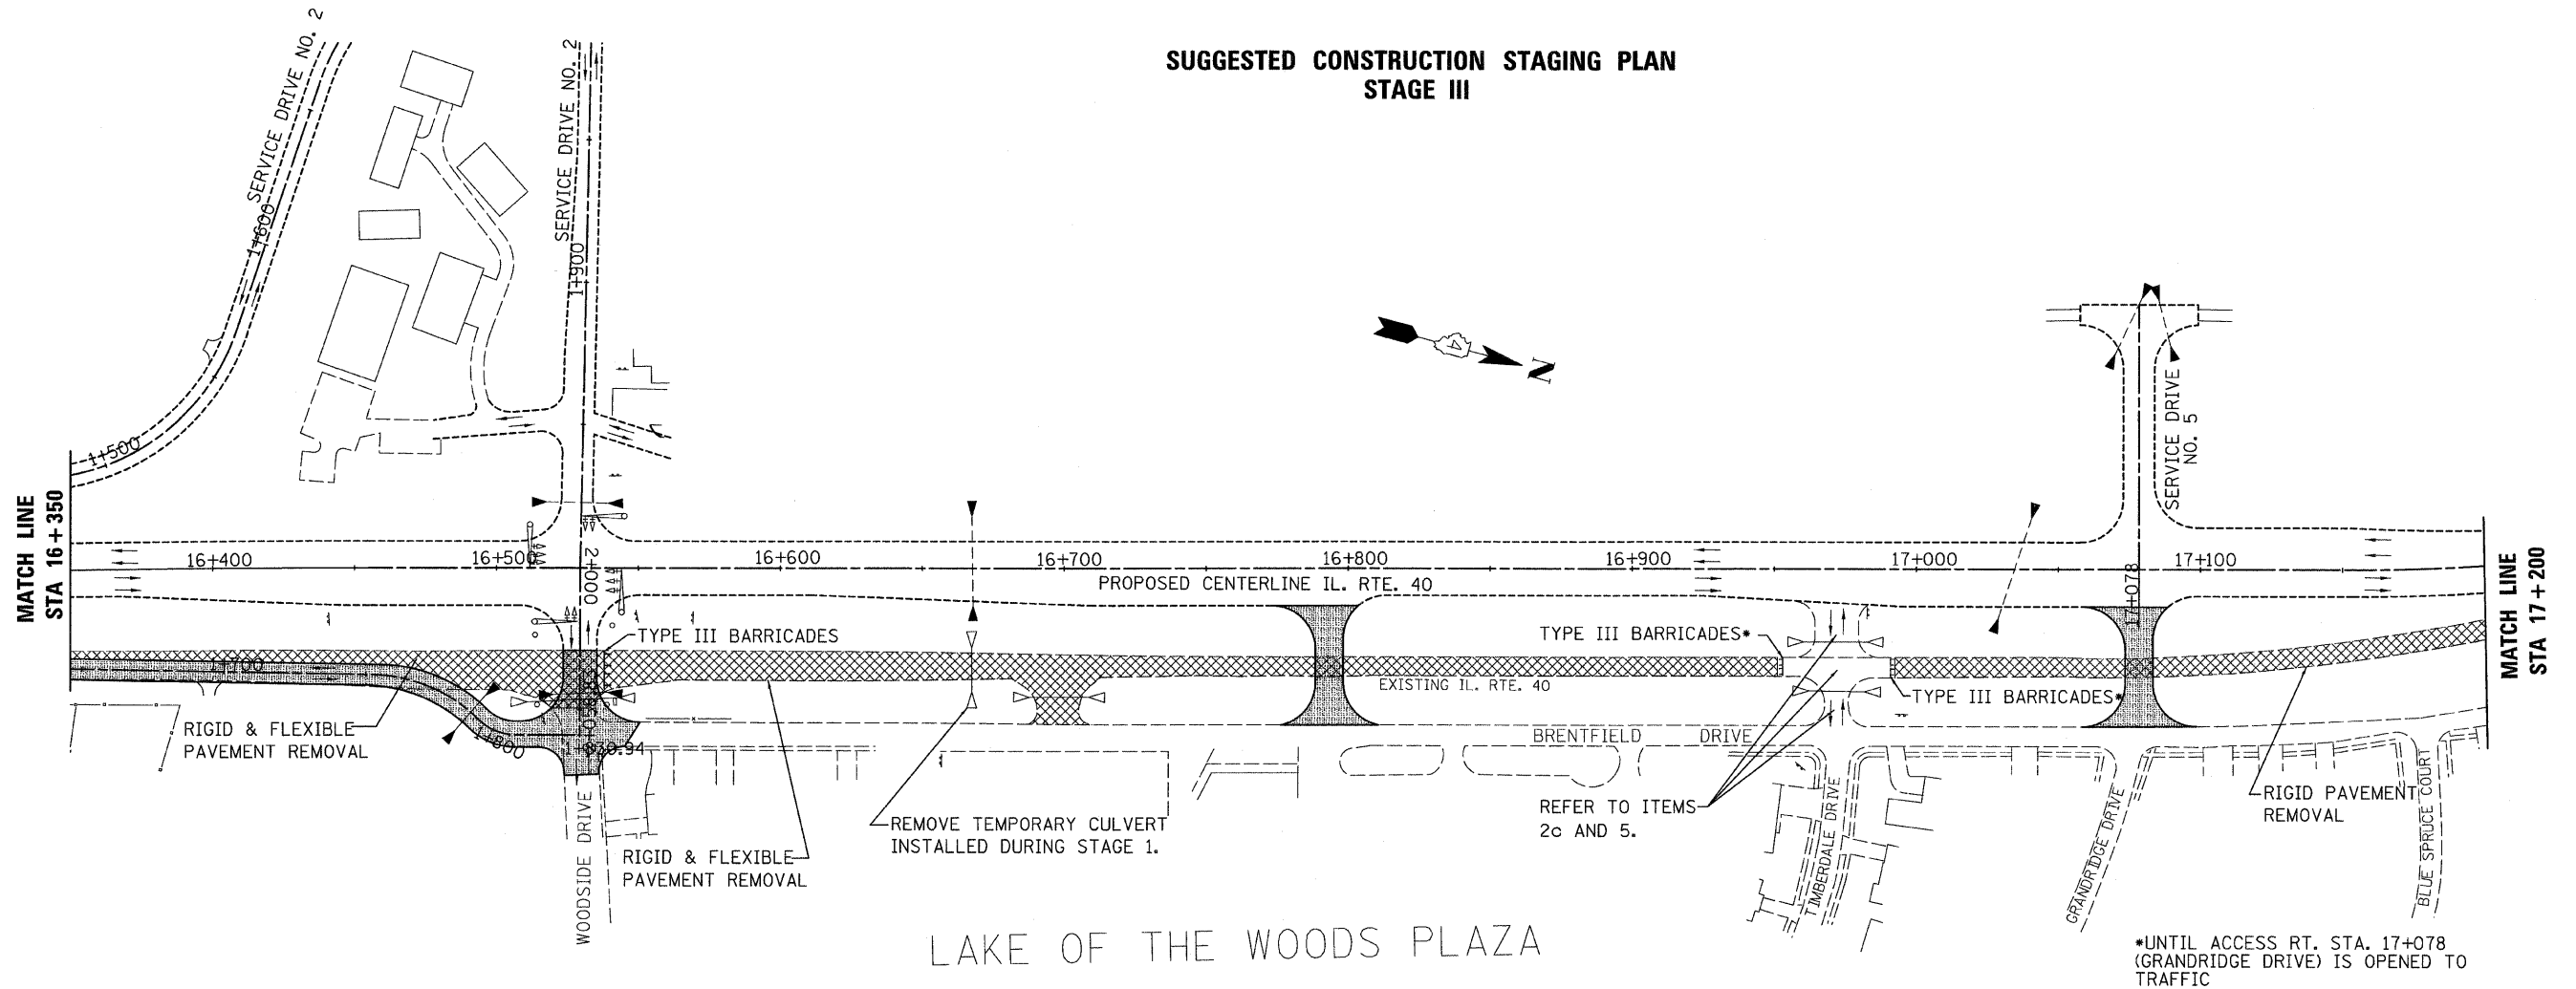 SUGGESTED CONSTRUCTION STAGING PLAN
STAGE III
SERVICE DRIVE NO. 2
SERVICE DRIVE NO. 2
1+600
1+900
1+500
N
SERVICE DRIVE
NO. 5
MATCH LINE
STA 16+350
16+400
16+500
2+000
16+600
16+700
16+800
16+900
17+000
17+078
17+100
MATCH LINE
STA 17+200
PROPOSED CENTERLINE IL. RTE. 40
TYPE III BARRICADES
TYPE III BARRICADES*
1+700
EXISTING IL. RTE. 40
TYPE III BARRICADES*
RIGID & FLEXIBLE
PAVEMENT REMOVAL
1+800
BRENTFIELD DRIVE
RIGID PAVEMENT
REMOVAL
REFER TO ITEMS
2c AND 5.
REMOVE TEMPORARY CULVERT
INSTALLED DURING STAGE 1.
RIGID & FLEXIBLE
PAVEMENT REMOVAL
WOODSIDE DRIVE
TIMBERDALE DRIVE
GRANDRIDGE DRIVE
BLUE SPRUCE COURT
LAKE OF THE WOODS PLAZA
*UNTIL ACCESS RT. STA. 17+078
(GRANDRIDGE DRIVE) IS OPENED TO
TRAFFIC